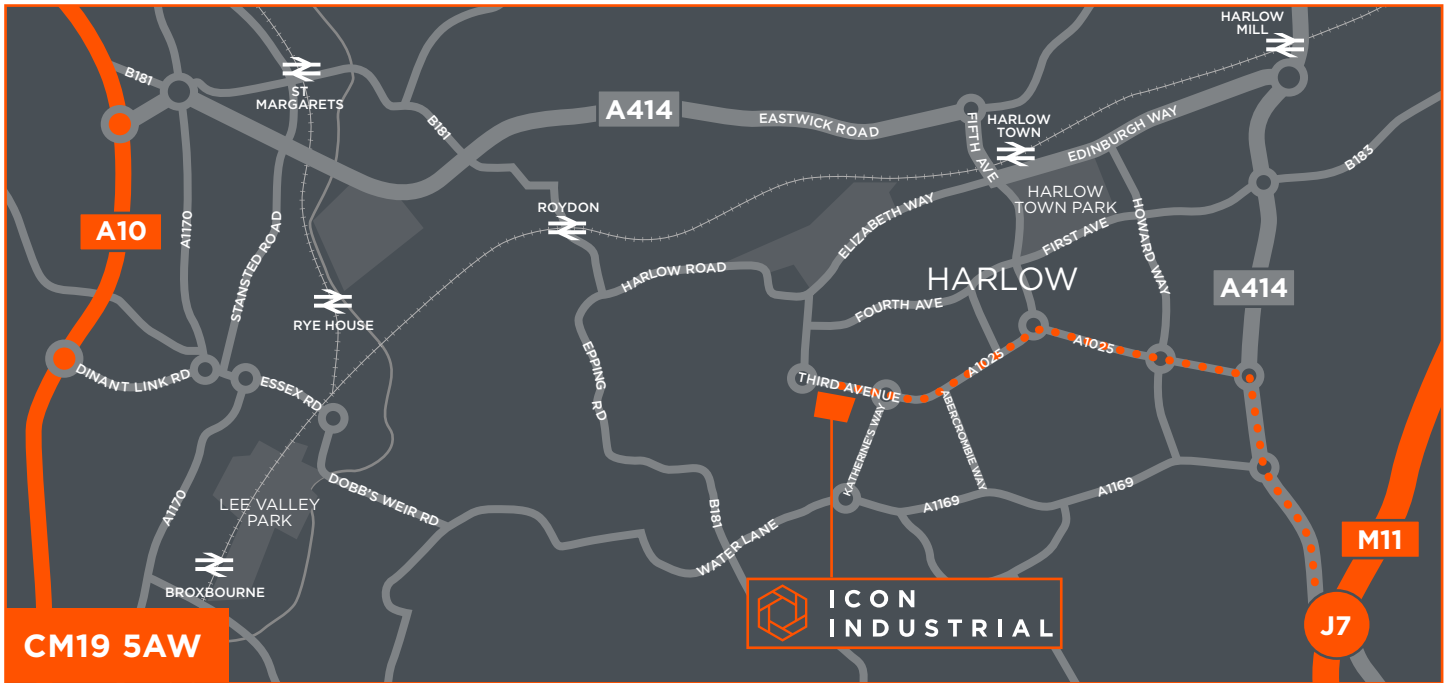 HARLOW
MILL
B181
ST
MARGARETS
A414
B181
EASTWICK ROAD
FIFTH AVE
HARLOW
TOWN
EDINBURGH WAY
B183
A10
A1170
STANSTED ROAD
ROYDON
HARLOW
TOWN PARK
ELIZABETH WAY
FIRST AVE
HOWARD WAY
HARLOW ROAD
HARLOW
A414
FOURTH AVE
RYE HOUSE
A1025
A1025
DINANT LINK RD
ESSEX RD
EPPING RD
THIRD AVENUE
KATHERINE'S WAY
ABERCROMBIE WAY
LEE VALLEY
PARK
A1170
DOBB'S WEIR RD
B181
A1169
A1169
WATER LANE
M11
BROXBOURNE
ICON
INDUSTRIAL
J7
CM19 5AW